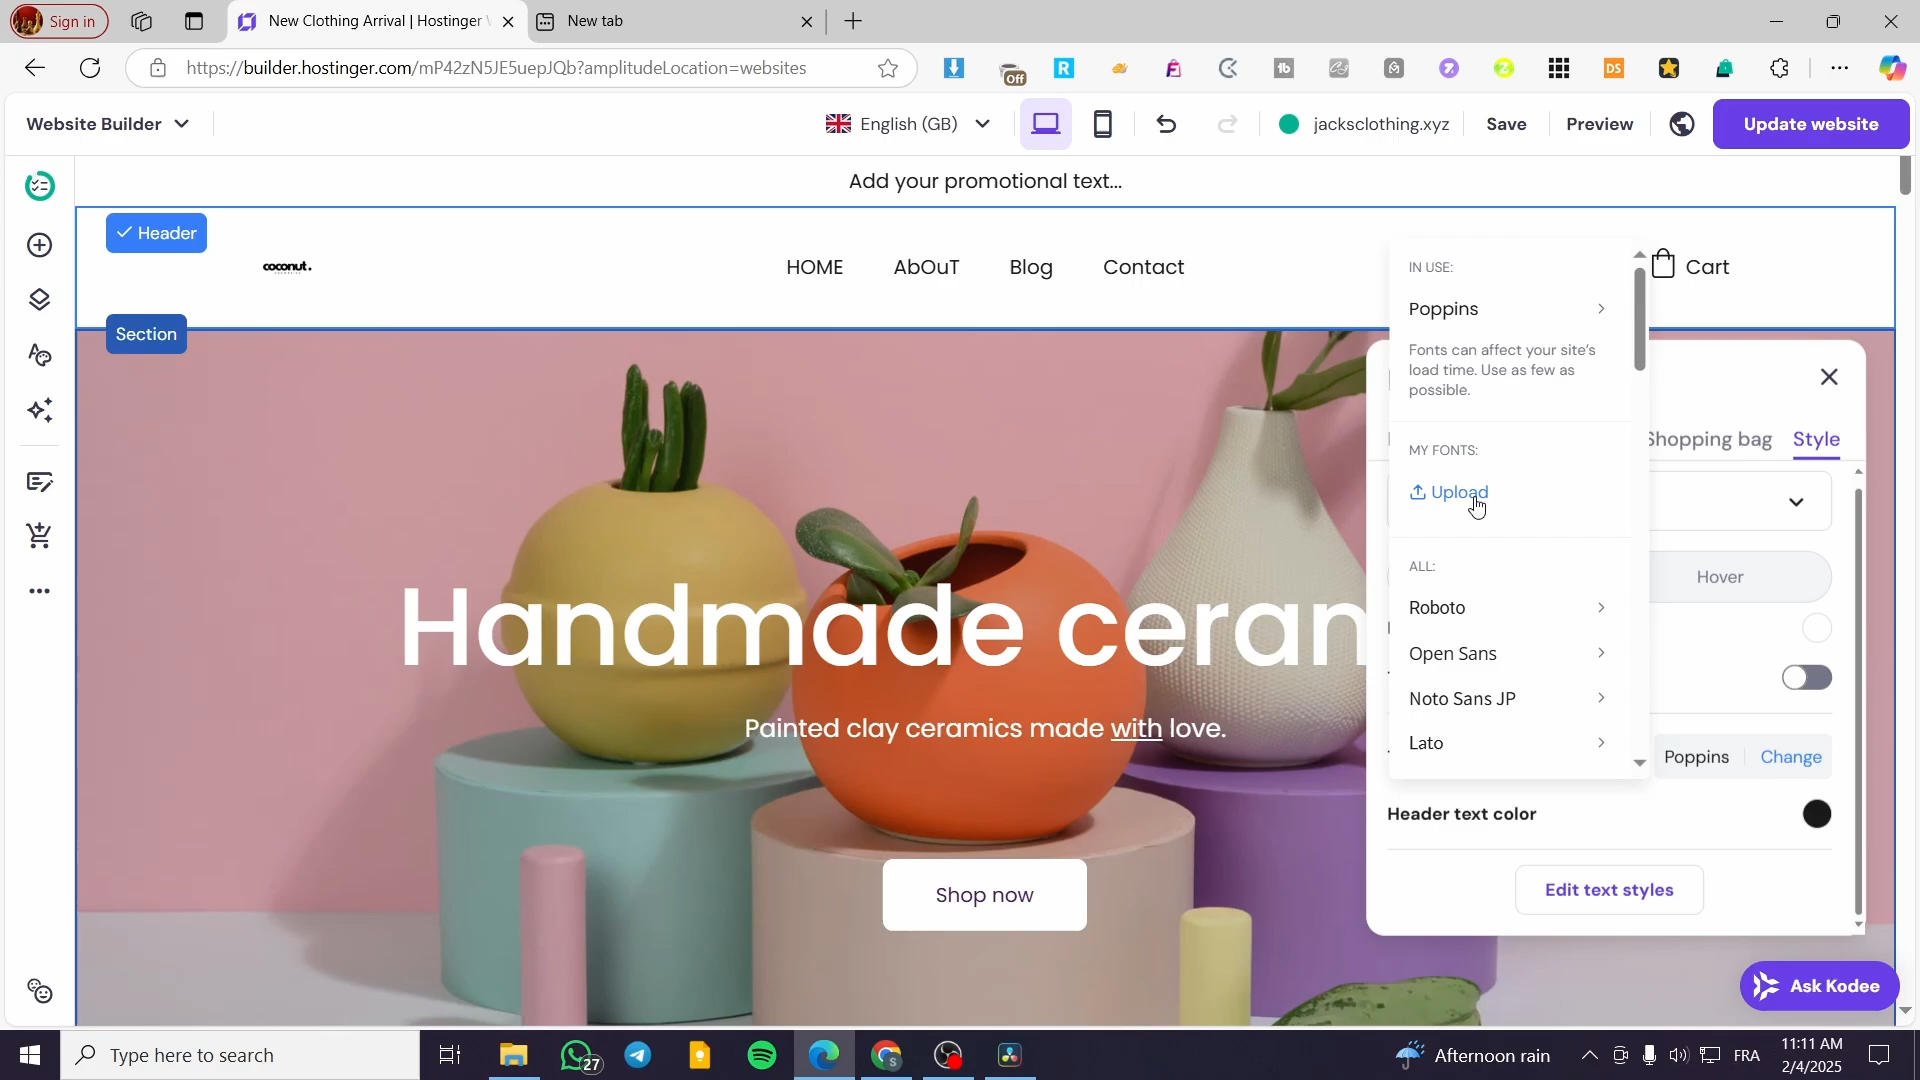 Sign in
New Clothing Arrival | Hostinger W
New tab
https://builder.hostinger.com/mP42zN5JE5uepJQb?amplitudeLocation=websites
Off
Website Builder
English (GB)
jacksclothing.xyz
Save
Preview
Update website
Add your promotional text...
Header
coconut.
HOME
AbOuT
Blog
Contact
Cart
Section
IN USE:
Poppins
Fonts can affect your site's
load time. Use as few as
possible.
MY FONTS:
Upload
ALL:
Roboto
Open Sans
Noto Sans JP
Lato
Shopping bag
Style
Hover
Poppins
Change
Header text color
Edit text styles
Handmade ceram
Painted clay ceramics made with love.
Shop now
Ask Kodee
Type here to search
27
Afternoon rain
FRA
11:11 AM
2/4/2025